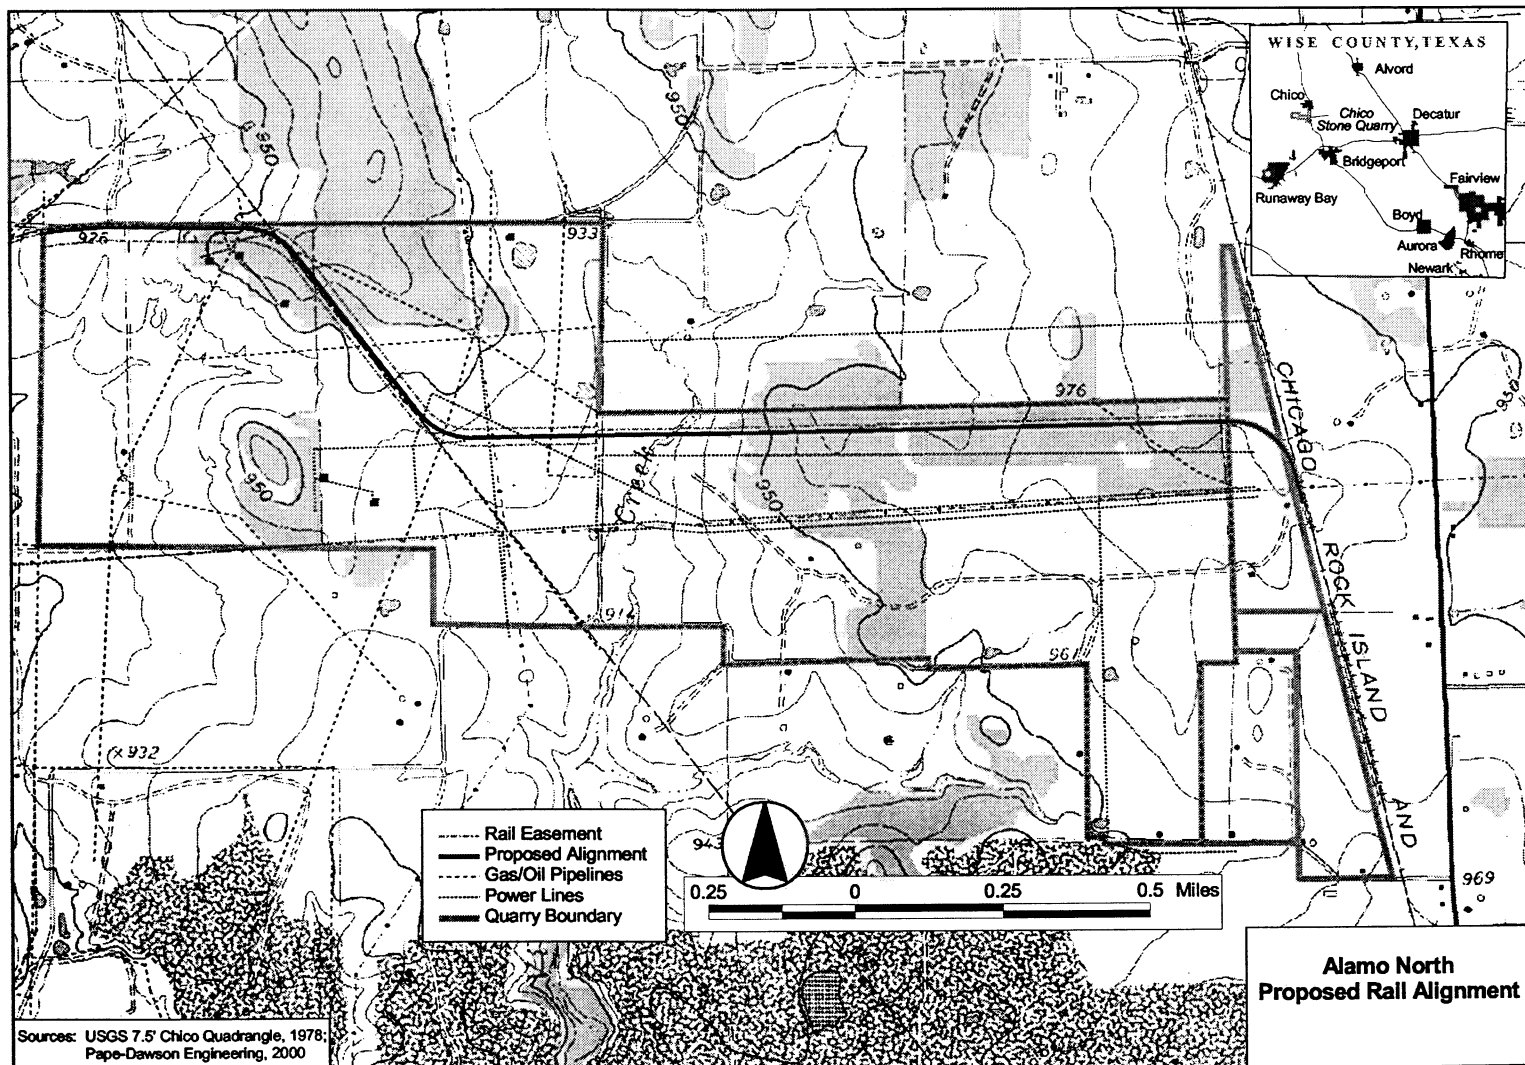 WISE COUNTY, TEXAS
Alvord
Chico
Chico
Stone Quarry
Decatur
Bridgeport
Runaway Bay
Fairview
Boyd
Aurora
Rhome
Newark
950
950
976
933
976
950
950
950
Creek
CHICAGO
ROCK
ISLAND
AND
914
961
x 932
943
969
Rail Easement
Proposed Alignment
Gas/Oil Pipelines
Power Lines
Quarry Boundary
0.25 0 0.25 0.5 Miles
Alamo North
Proposed Rail Alignment
Sources: USGS 7.5' Chico Quadrangle, 1978;
Pape-Dawson Engineering, 2000